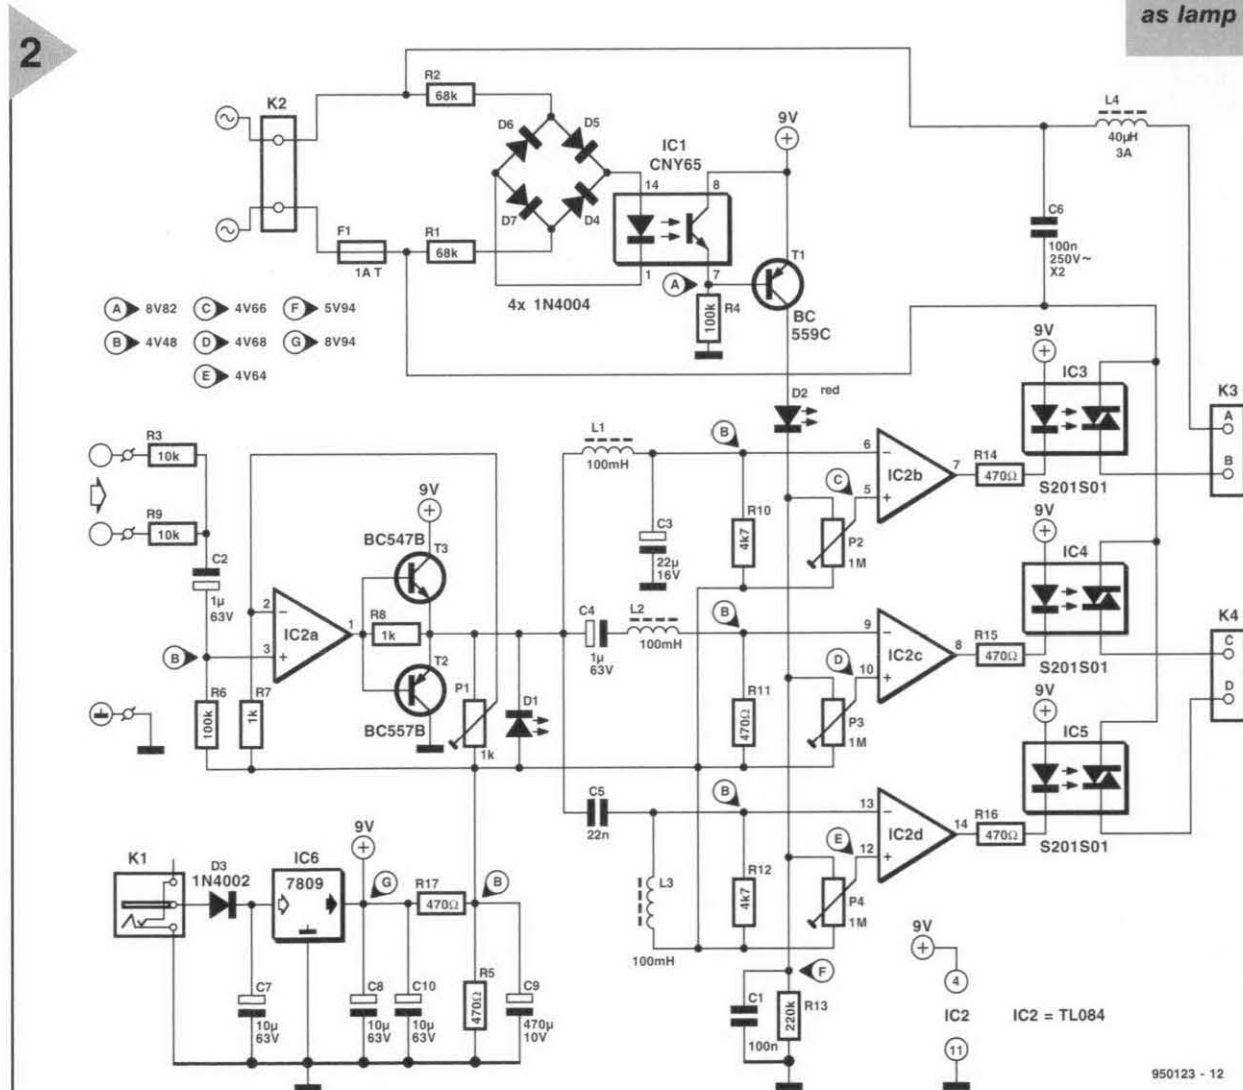 as lamp
2
K2
R2
68k
D6
D5
D7
D4
IC1
CNY65
14
8
1
7
9V
+
L4
40µH
3A
F1
1A T
R1
68k
4x 1N4004
A
R4
100k
T1
BC
559C
C6
100n
250V~
X2
A 8V82
C 4V66
F 5V94
B 4V48
D 4V68
G 8V94
E 4V64
D2
red
9V
+
IC3
S201S01
K3
A
B
R3
10k
R9
10k
C2
1µ
63V
B
2
−
3
+
IC2a
1
R6
100k
R7
1k
BC547B
9V
+
T3
R8
1k
T2
BC557B
P1
1k
D1
L1
100mH
C3
22µ
16V
B
R10
4k7
C
P2
1M
6
−
5
+
IC2b
7
R14
470Ω
C4
1µ
63V
L2
100mH
B
R11
470Ω
D
P3
1M
9
−
10
+
IC2c
8
R15
470Ω
9V
+
IC4
S201S01
K4
C
D
C5
22n
L3
100mH
B
R12
4k7
E
P4
1M
13
−
12
+
IC2d
14
R16
470Ω
9V
+
IC5
S201S01
K1
D3
1N4002
IC6
7809
9V
+
G
R17
470Ω
B
C7
10µ
63V
C8
10µ
63V
C10
10µ
63V
R5
470Ω
C9
470µ
10V
C1
100n
F
R13
220k
9V
+
4
IC2
11
IC2 = TL084
950123 - 12